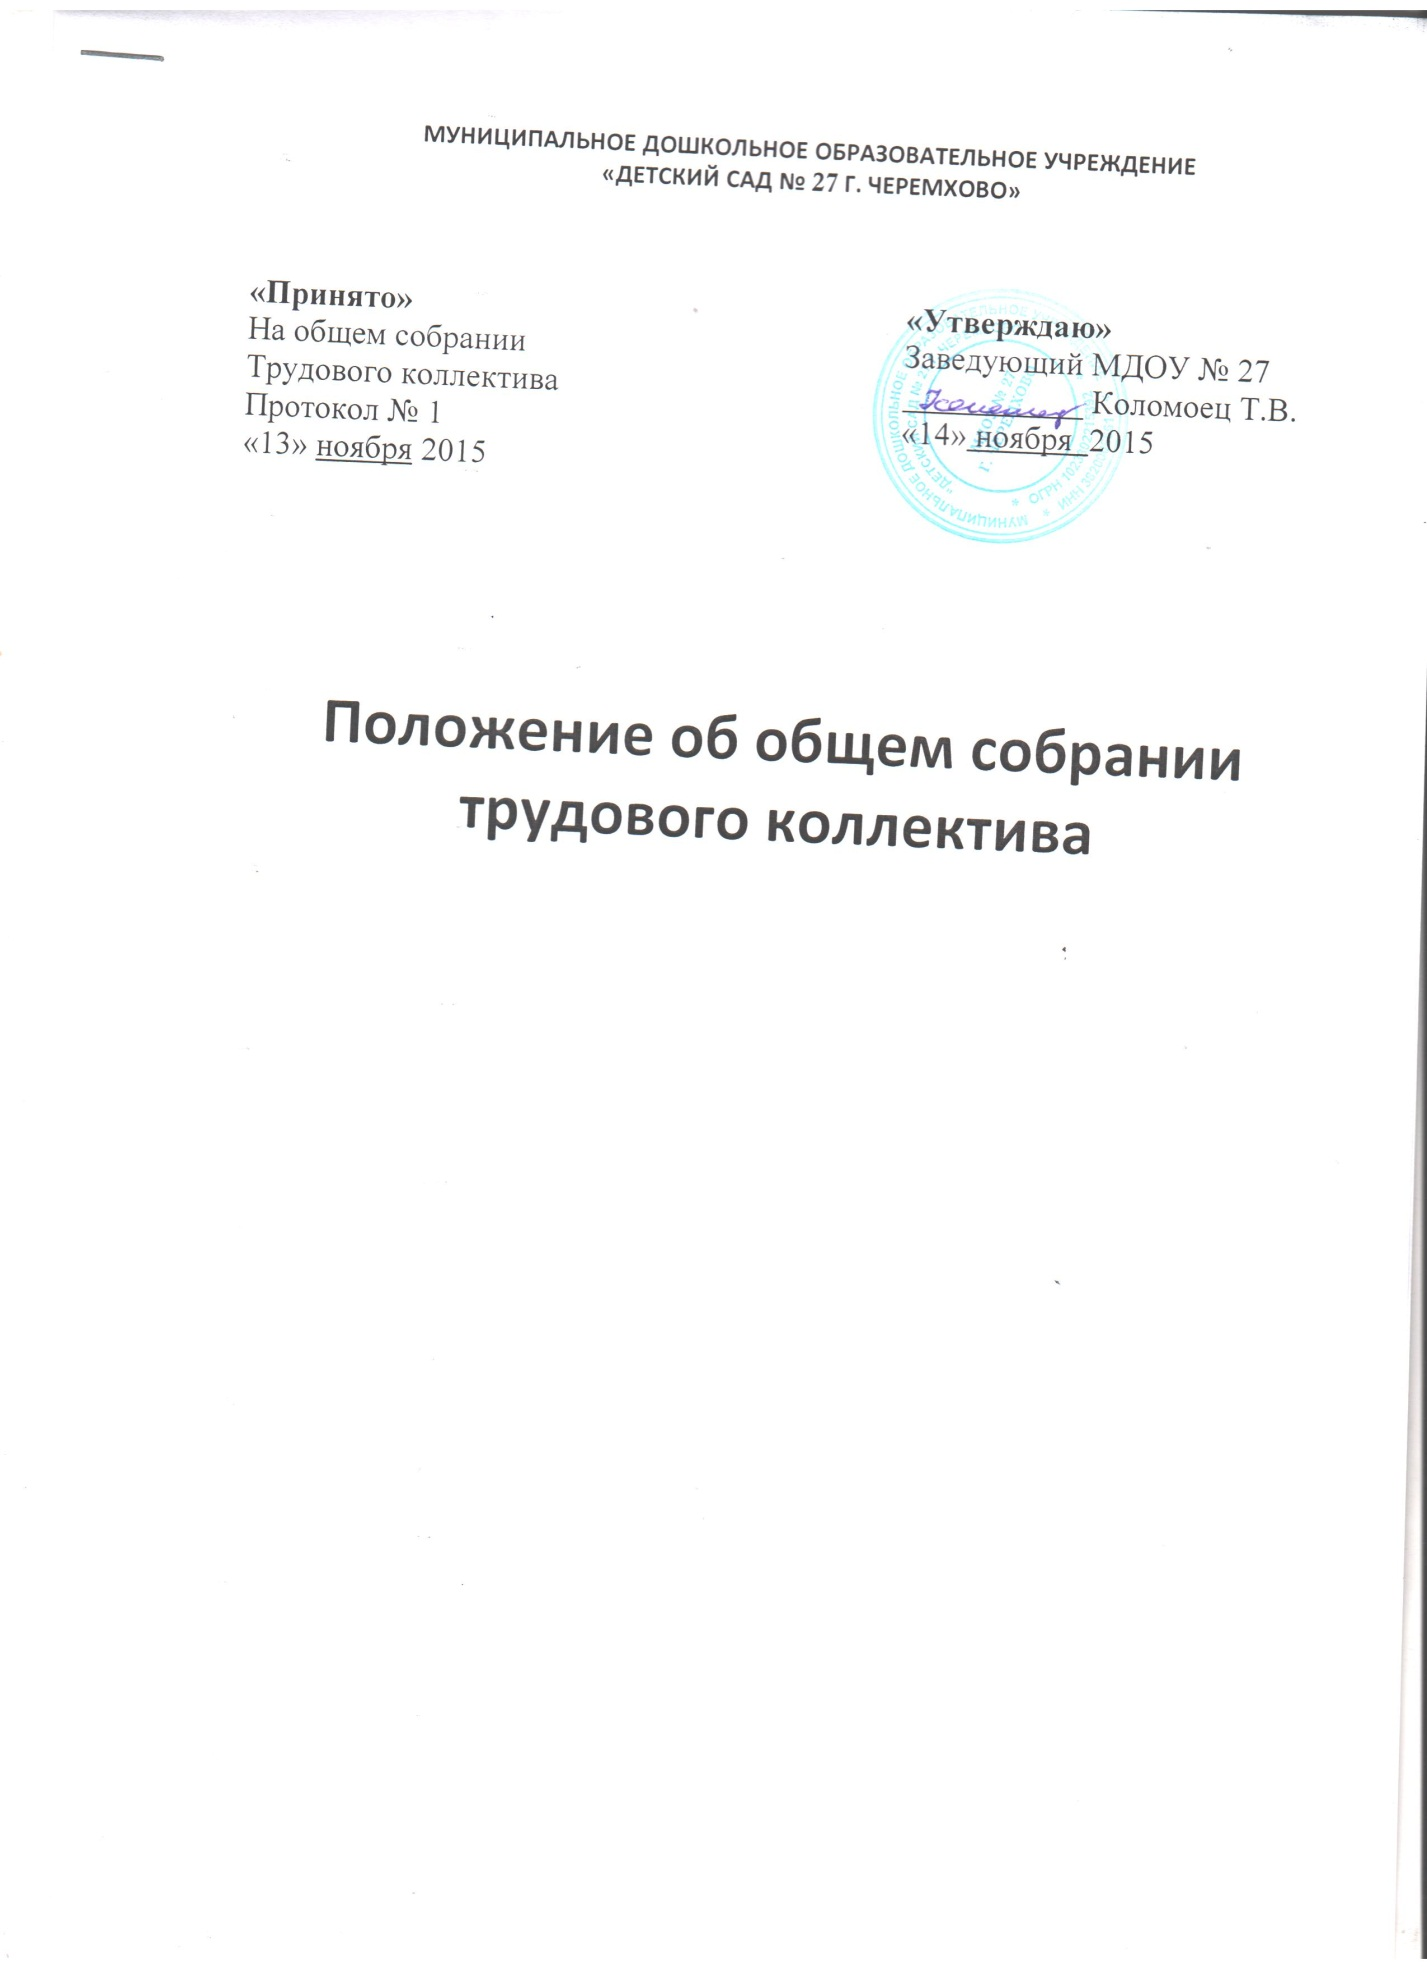 МУНИЦИПАЛЬНОЕ ДОШКОЛЬНОЕ ОБРАЗОВАТЕЛЬНОЕ УЧРЕЖДЕНИЕ
«ДЕТСКИЙ САД № 27 Г. ЧЕРЕМХОВО»
«Принято»
На общем собрании
Трудового коллектива
Протокол № 1
«13» ноября 2015
«Утверждаю»
Заведующий МДОУ № 27
Коломоец Т.В.
«14» ноября 2015
Положение об общем собрании
трудового коллектива